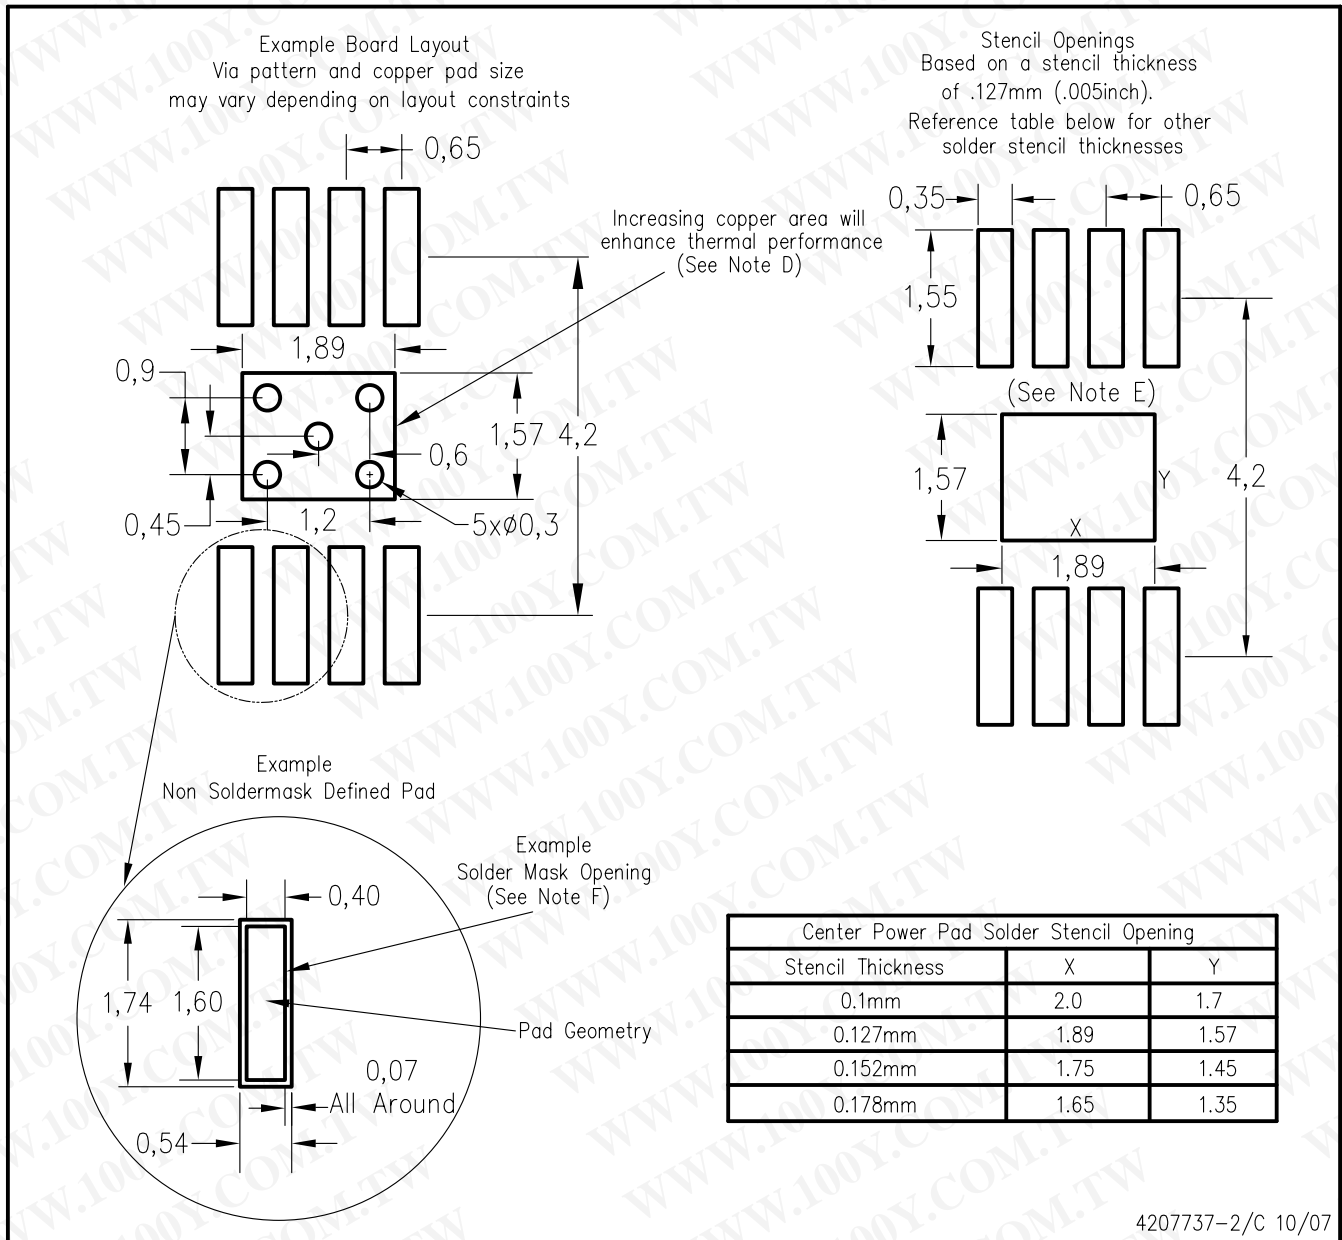 Example Board Layout
Via pattern and copper pad size
may vary depending on layout constraints
0,65
Increasing copper area will
enhance thermal performance
(See Note D)
1,89
0,9
1,57
4,2
0,6
0,45
1,2
5xø0,3
Stencil Openings
Based on a stencil thickness
of .127mm (.005inch).
Reference table below for other
solder stencil thicknesses
0,35
0,65
1,55
(See Note E)
1,57
Y
4,2
X
1,89
Example
Non Soldermask Defined Pad
Example
Solder Mask Opening
(See Note F)
0,40
1,74
1,60
Pad Geometry
0,07
All Around
0,54
Center Power Pad Solder Stencil Opening
Stencil Thickness X Y
0.1mm 2.0 1.7
0.127mm 1.89 1.57
0.152mm 1.75 1.45
0.178mm 1.65 1.35
4207737-2/C 10/07
WWW.100Y.COM.TW